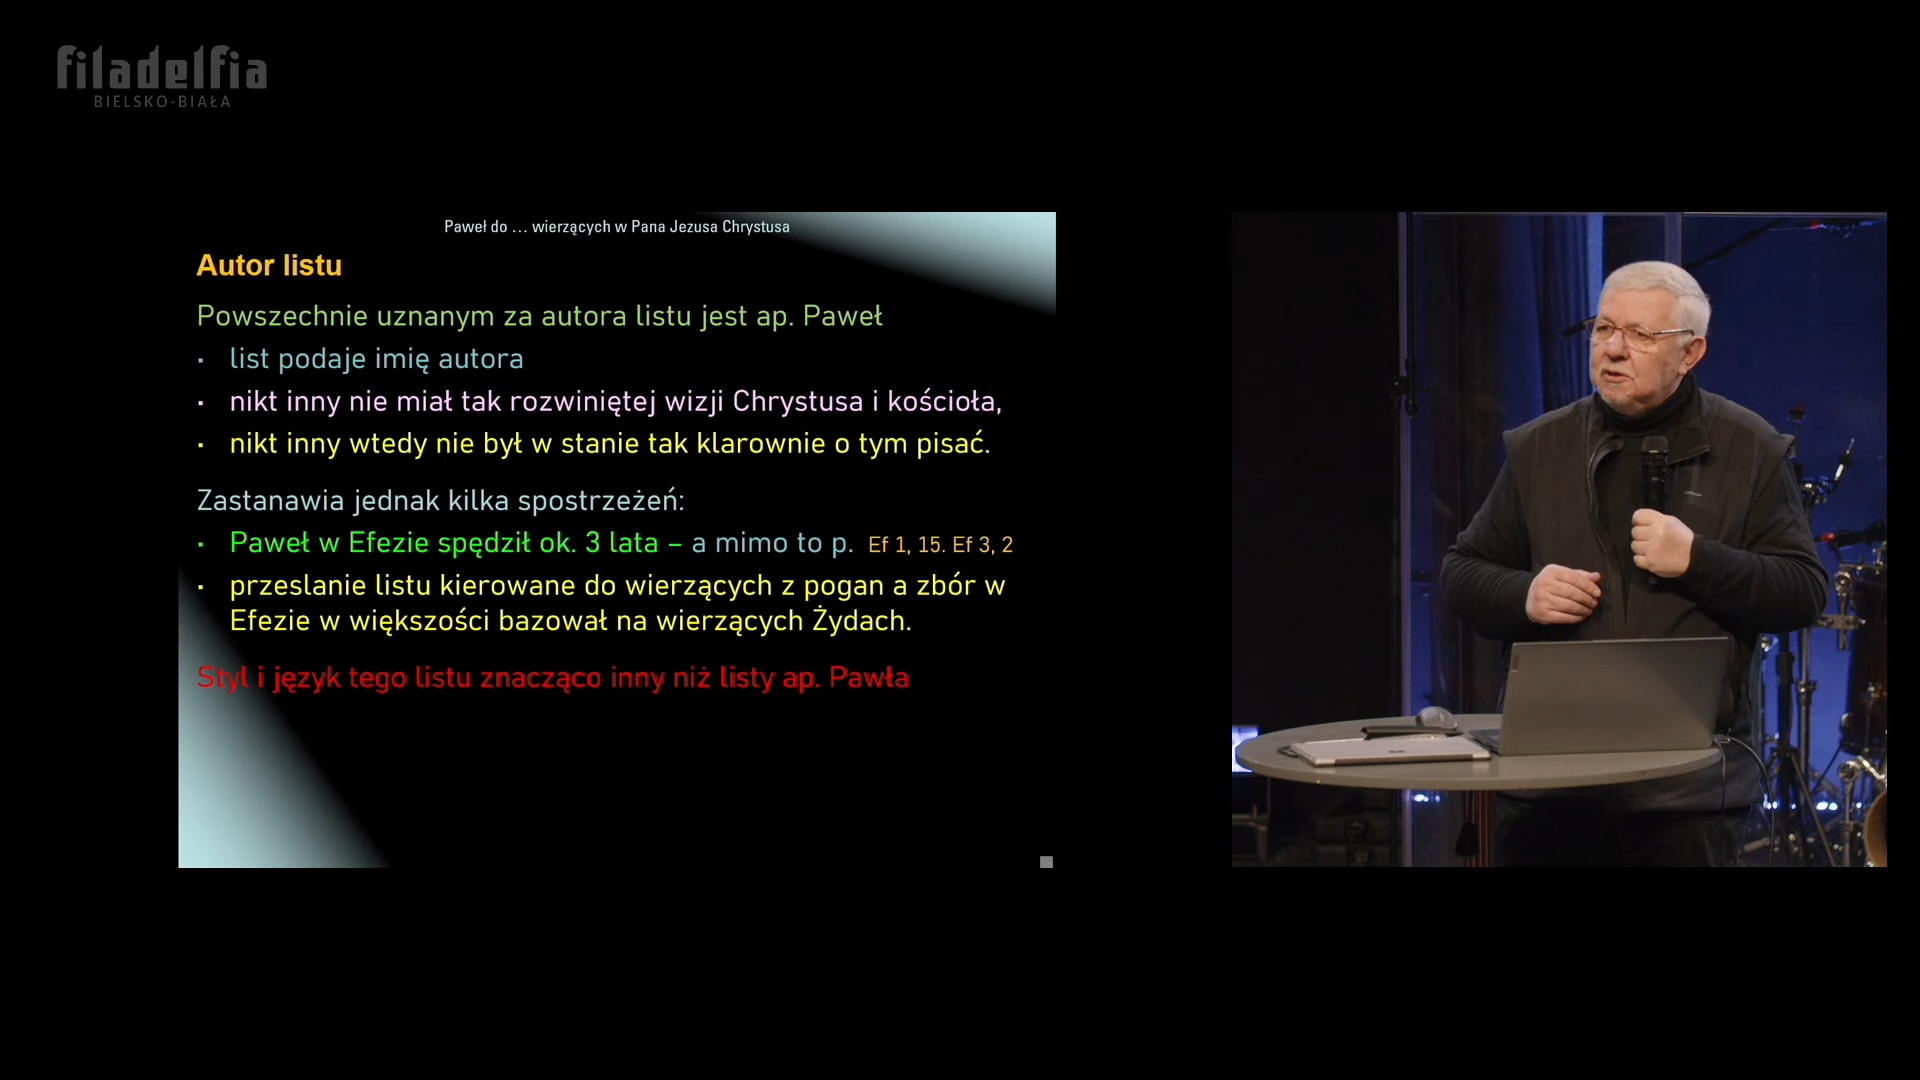 filadelfia
BIELSKO-BIAŁA
Paweł do … wierzących w Pana Jezusa Chrystusa
Autor listu
Powszechnie uznanym za autora listu jest ap. Paweł
· list podaje imię autora
· nikt inny nie miał tak rozwiniętej wizji Chrystusa i kościoła,
· nikt inny wtedy nie był w stanie tak klarownie o tym pisać.
Zastanawia jednak kilka spostrzeżeń:
· Paweł w Efezie spędził ok. 3 lata – a mimo to p. Ef 1, 15. Ef 3, 2
· przeslanie listu kierowane do wierzących z pogan a zbór w
Efezie w większości bazował na wierzących Żydach.
Styl i język tego listu znacząco inny niż listy ap. Pawła